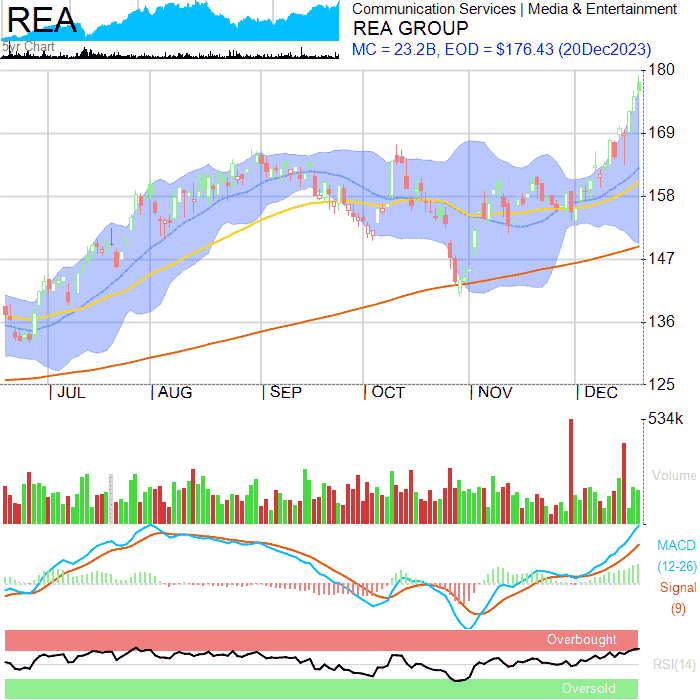 REA
5yr Chart
Communication Services | Media & Entertainment
REA GROUP
MC = 23.2B, EOD = $176.43 (20Dec2023)
180
169
158
147
136
125
JUL
AUG
SEP
OCT
NOV
DEC
534k
Volume
MACD
(12-26)
Signal
(9)
Overbought
RSI(14)
Oversold